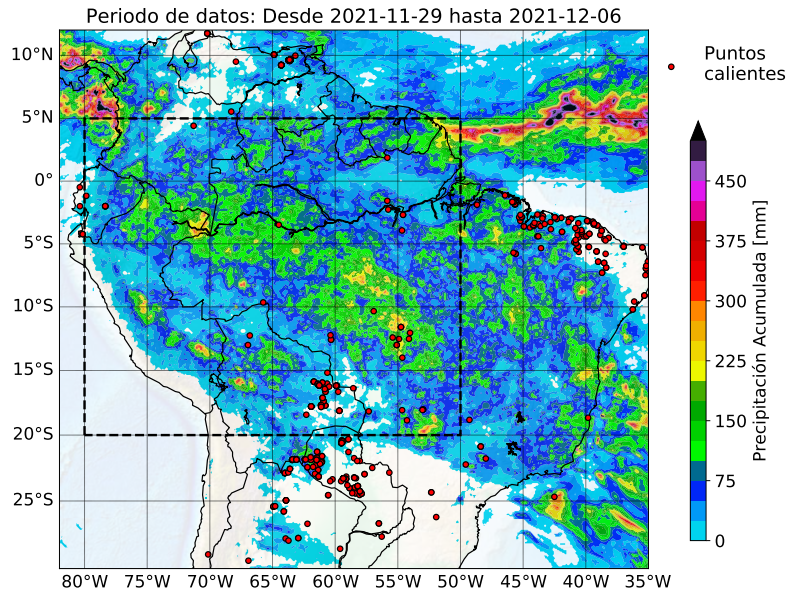 Periodo de datos: Desde 2021-11-29 hasta 2021-12-06
10°N
5°N
0°
5°S
10°S
15°S
20°S
25°S
80°W 75°W 70°W 65°W 60°W 55°W 50°W 45°W 40°W 35°W
Puntos
calientes
450
375
300
225
150
75
0
Precipitación Acumulada [mm]